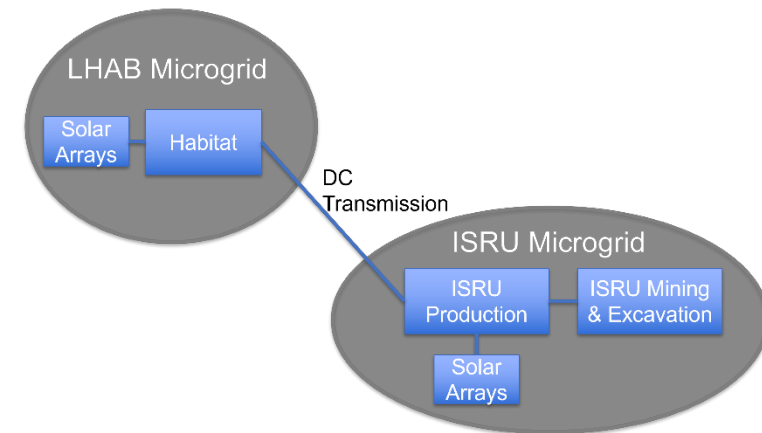 LHAB Microgrid
Solar
Arrays
Habitat
DC
Transmission
ISRU Microgrid
ISRU
Production
ISRU Mining
& Excavation
Solar
Arrays